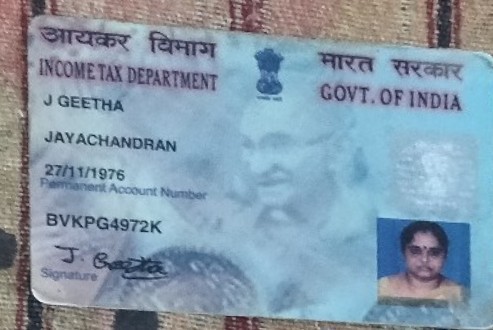 आयकर विभाग
INCOME TAX DEPARTMENT
भारत सरकार
GOVT. OF INDIA
J GEETHA
JAYACHANDRAN
27/11/1976
Permanent Account Number
BVKPG4972K
J. Geetha
Signature